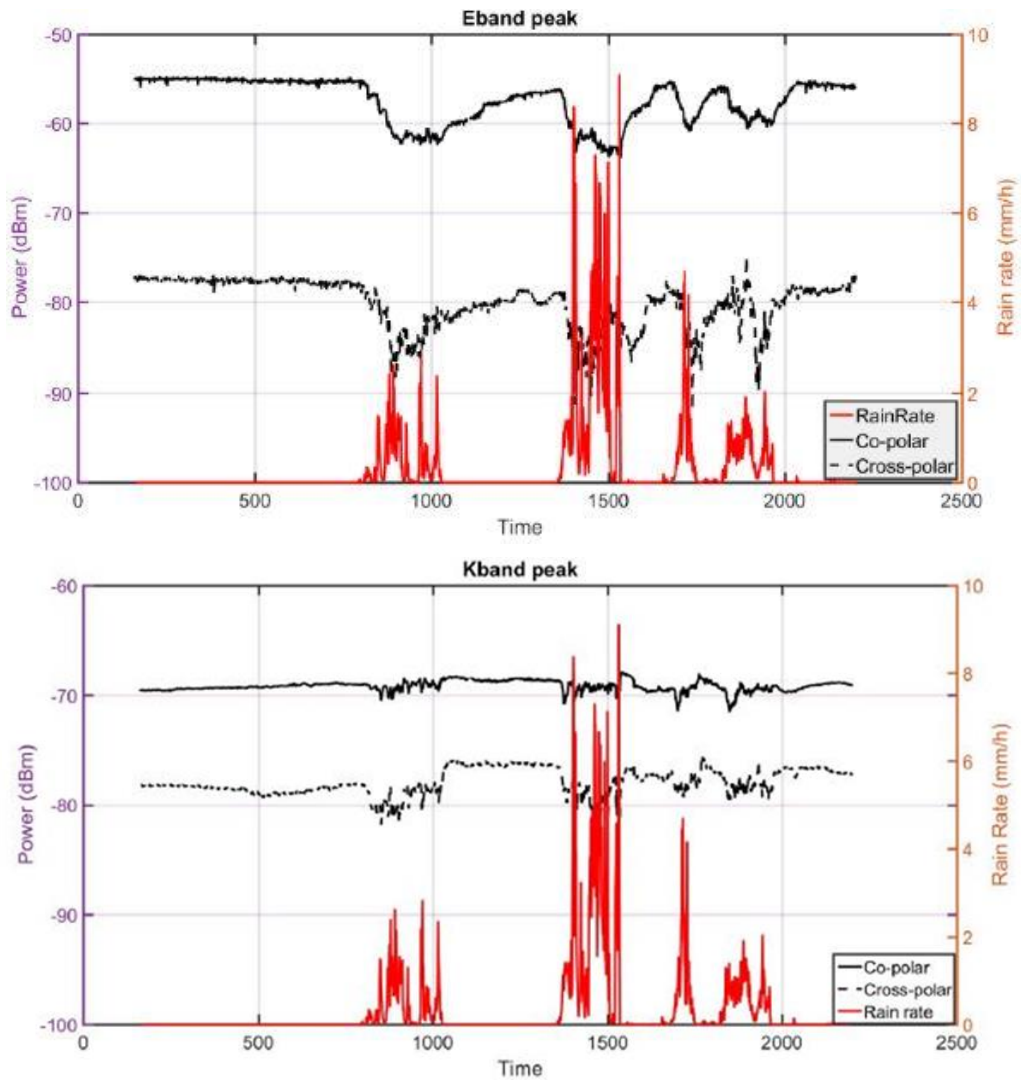 Eband peak
-50
-60
-70
-80
-90
-100
Power (dBm)
10
8
6
4
2
0
Rain rate (mm/h)
RainRate
Co-polar
Cross-polar
0
500
1000
1500
2000
2500
Time
Kband peak
-60
-70
-80
-90
-100
Power (dBm)
10
8
6
4
2
0
Rain Rate (mm/h)
Co-polar
Cross-polar
Rain rate
0
500
1000
1500
2000
2500
Time